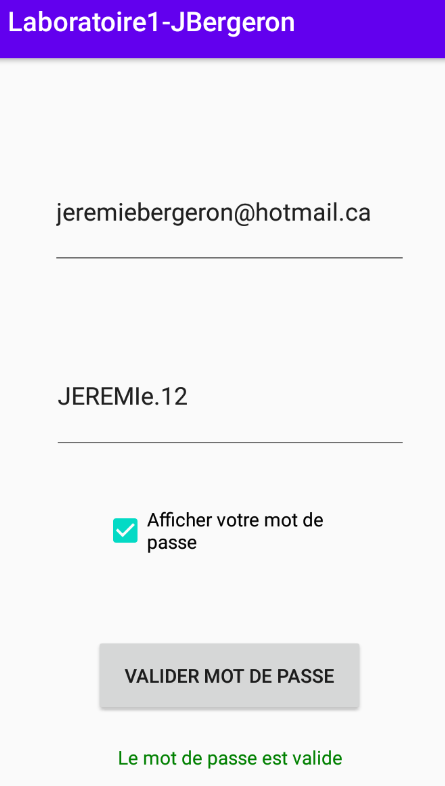 Laboratoire1-JBergeron
jeremiebergeron@hotmail.ca
JEREMIe.12
Afficher votre mot de
passe
VALIDER MOT DE PASSE
Le mot de passe est valide